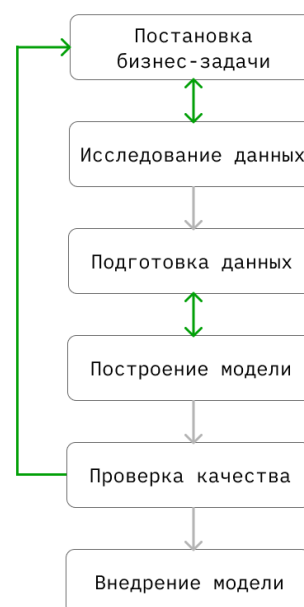 Постановка
бизнес-задачи
Исследование данных
Подготовка данных
Построение модели
Проверка качества
Внедрение модели